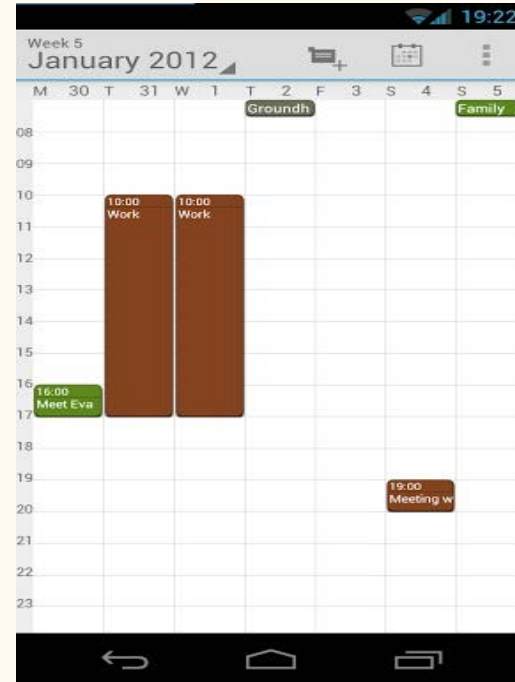 19:22
Week 5
January 2012
M 30 T 31 W 1 T 2 F 3 S 4 S 5
Groundh Family
08
09
10
10:00 10:00
Work Work
11
12
13
14
15
16
16:00
Meet Eva
17
18
19
19:00
Meeting w
20
21
22
23